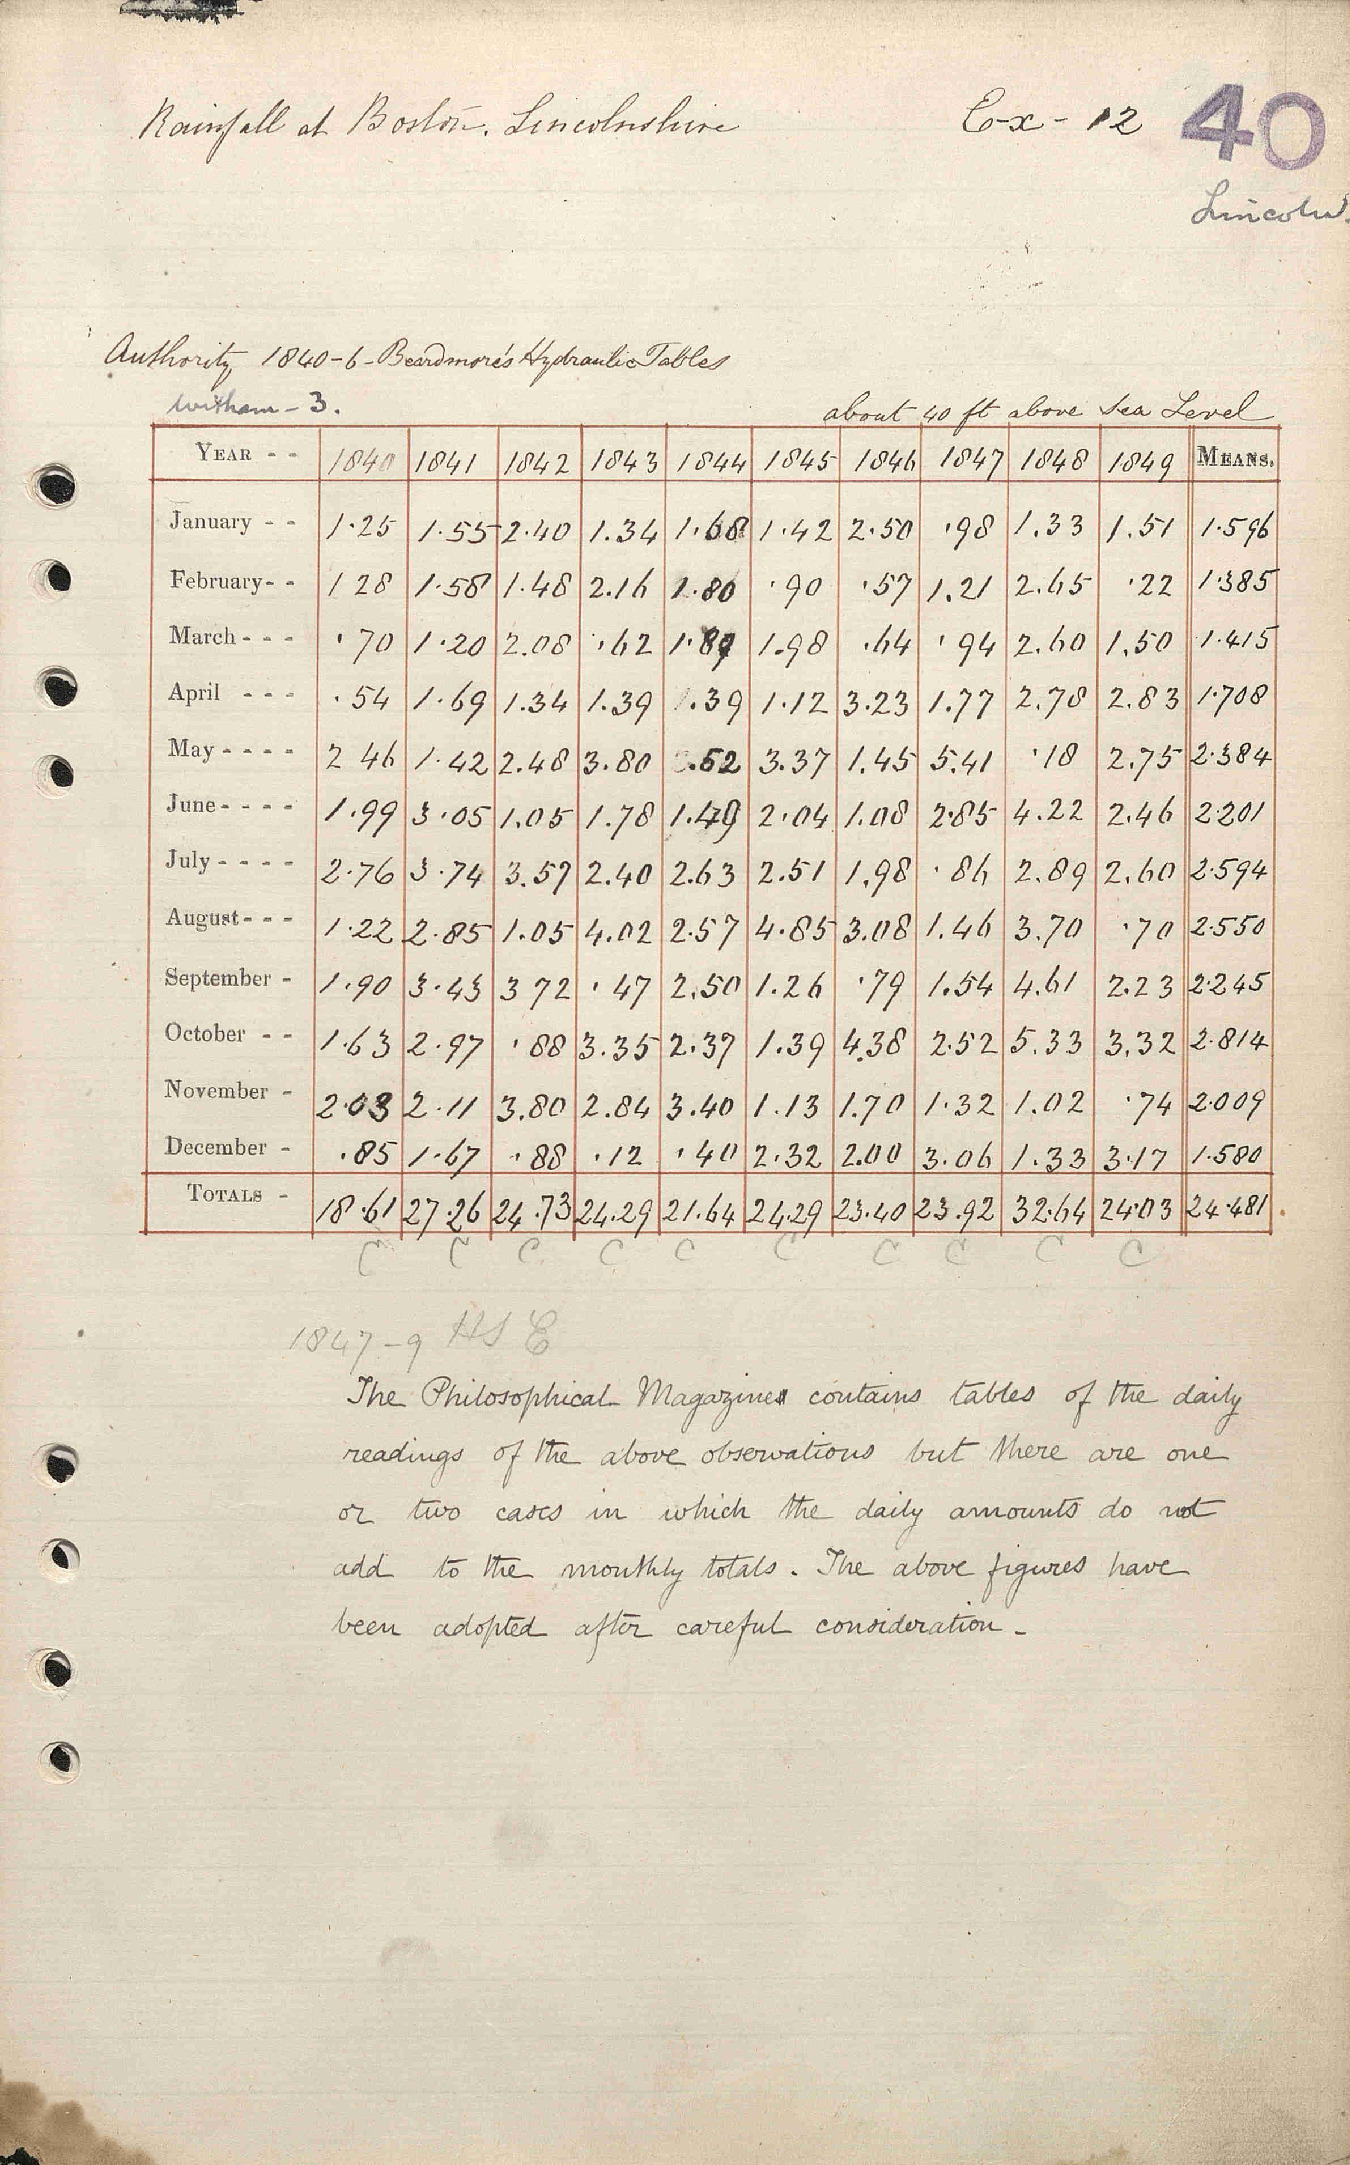 Rainfall at Boston. Lincolnshire Ex-12 40
Lincoln
Authority 1840-6-Beardmore's Hydraulic Tables
Witham-3. about 40 ft above Sea Level
YEAR - - 1840 1841 1842 1843 1844 1845 1846 1847 1848 1849 MEANS.
January - - 1.25 1.55 2.40 1.34 1.68 1.42 2.50 .98 1.33 1.51 1.596
February- - 1 28 1.58 1.48 2.16 1.80 .90 .57 1.21 2.65 .22 1.385
March - - - .70 1.20 2.08 .62 1.89 1.98 .64 .94 2.60 1.50 1.415
April - - - .54 1.69 1.34 1.39 .39 1.12 3.23 1.77 2.78 2.83 1.708
May - - - - 2 46 1.42 2.48 3.80 .52 3.37 1.45 5.41 .18 2.75 2.384
June - - - - 1.99 3.05 1.05 1.78 1.49 2.04 1.08 2.85 4.22 2.46 2.201
July - - - - 2.76 3.74 3.57 2.40 2.63 2.51 1.98 .86 2.89 2.60 2.594
August - - - 1.22 2.85 1.05 4.02 2.57 4.85 3.08 1.46 3.70 .70 2.550
September - 1.90 3.43 3 72 .47 2.50 1.26 .79 1.54 4.61 2.23 2.245
October - - 1.63 2.97 .88 3.35 2.37 1.39 4.38 2.52 5.33 3.32 2.814
November - 2.03 2.11 3.80 2.84 3.40 1.13 1.70 1.32 1.02 .74 2.009
December - .85 1.67 .88 .12 .40 2.32 2.00 3.06 1.33 3.17 1.580
TOTALS - 18.61 27.26 24.73 24.29 21.64 24.29 23.40 23.92 32.64 24.03 24.481
C C C C C C C C C C
1847-9 HS E
The Philosophical Magazine contains tables of the daily
readings of the above observations but there are one
or two cases in which the daily amounts do not
add to the monthly totals. The above figures have
been adopted after careful consideration.-